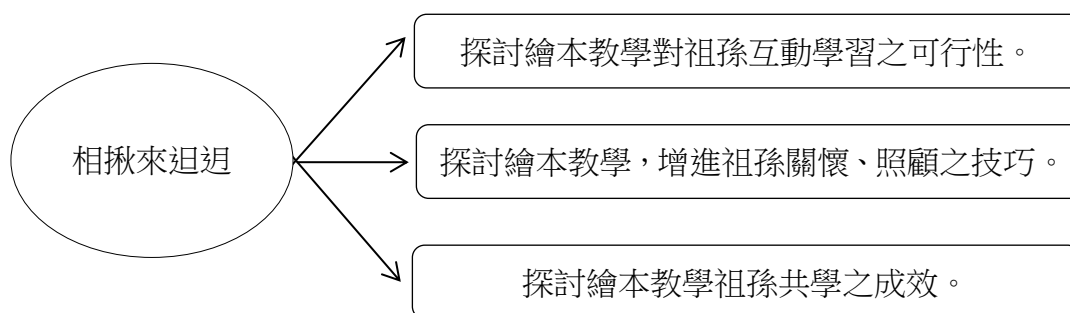 相揪來迌迌
探討繪本教學對祖孫互動學習之可行性。
探討繪本教學，增進祖孫關懷、照顧之技巧。
探討繪本教學祖孫共學之成效。